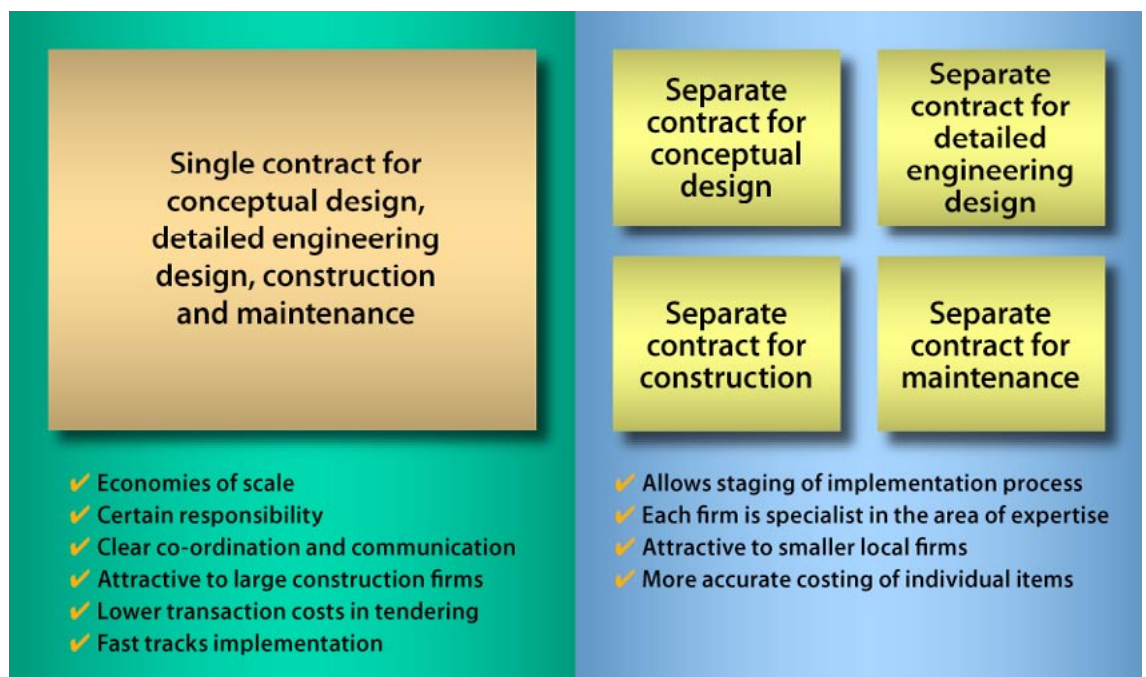 Single contract for
conceptual design,
detailed engineering
design, construction
and maintenance
✔ Economies of scale
✔ Certain responsibility
✔ Clear co-ordination and communication
✔ Attractive to large construction firms
✔ Lower transaction costs in tendering
✔ Fast tracks implementation
Separate
contract for
conceptual
design
Separate
contract for
detailed
engineering
design
Separate
contract for
construction
Separate
contract for
maintenance
✔ Allows staging of implementation process
✔ Each firm is specialist in the area of expertise
✔ Attractive to smaller local firms
✔ More accurate costing of individual items